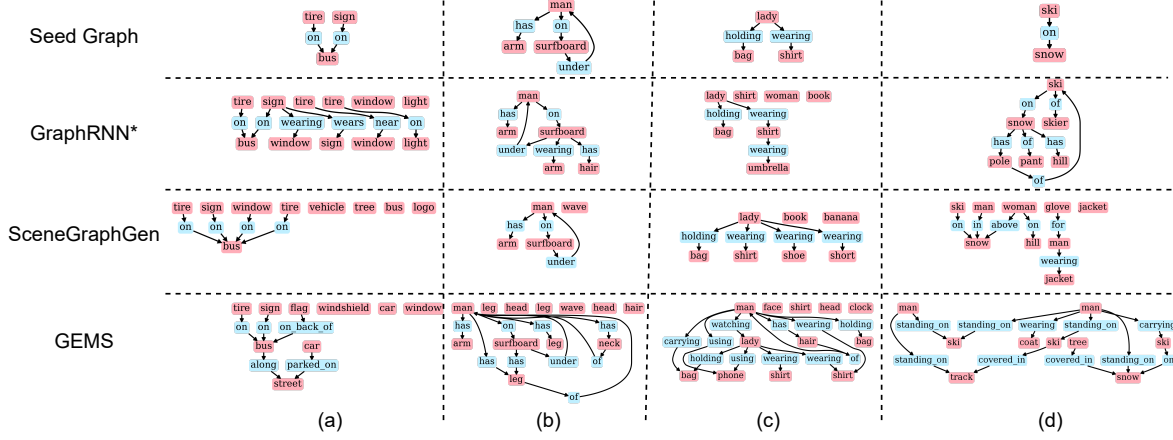 Seed Graph
tire sign
on on
bus
man
has on
arm surfboard
under
lady
holding wearing
bag shirt
ski
on
snow
GraphRNN*
tire sign tire tire window light
on on wearing wears near on
bus window sign window light
man
has on
arm surfboard
under wearing has
arm hair
lady shirt woman book
holding wearing
bag shirt
wearing
umbrella
ski
on of
snow skier
has of has
pole pant hill
of
SceneGraphGen
tire sign window tire vehicle tree bus logo
on on on on
bus
man wave
has on
arm surfboard
under
lady book banana
holding wearing wearing wearing
bag shirt shoe short
ski man woman glove jacket
on in above on for
snow hill man
wearing
jacket
GEMS
tire sign flag windshield car window
on on on_back_of
bus car
along parked_on
street
man leg head leg wave head hair
has on has has
arm surfboard leg neck
has has under of
leg
of
man face shirt head clock
watching has wearing holding
carrying using lady hair bag
holding using wearing wearing of
bag phone shirt shirt
man man
standing_on standing_on wearing standing_on carrying
ski coat ski tree ski
standing_on covered_in covered_in standing_on on
track snow
(a) (b) (c) (d)